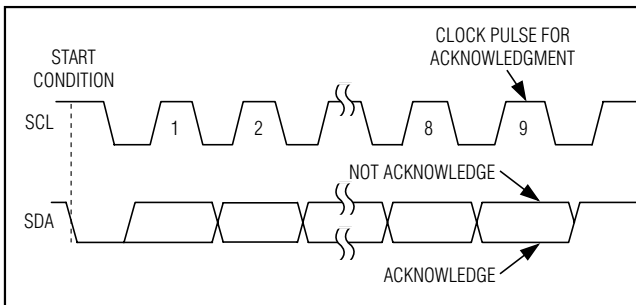 START
CONDITION
CLOCK PULSE FOR
ACKNOWLEDGMENT
SCL
1
2
8
9
NOT ACKNOWLEDGE
SDA
ACKNOWLEDGE